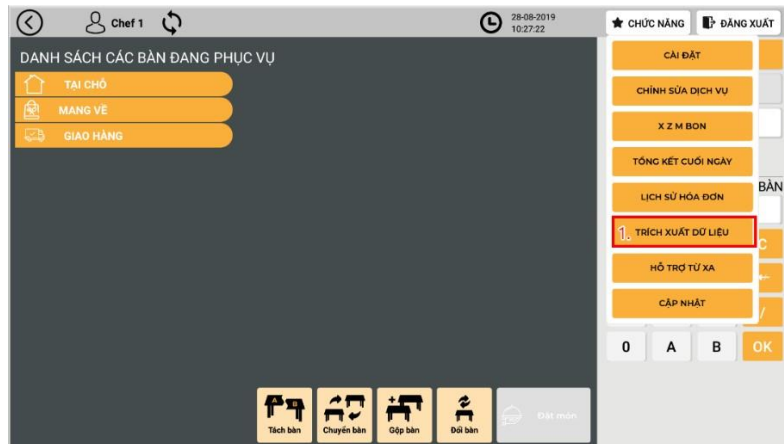 Chef 1
28-08-2019
10:27:22
CHỨC NĂNG
ĐĂNG XUẤT
DANH SÁCH CÁC BÀN ĐANG PHỤC VỤ
TẠI CHỖ
MANG VỀ
GIAO HÀNG
CÀI ĐẶT
CHỈNH SỬA DỊCH VỤ
X Z M BON
TỔNG KẾT CUỐI NGÀY
LỊCH SỬ HÓA ĐƠN
BÀN
1. TRÍCH XUẤT DỮ LIỆU
C
HỖ TRỢ TỪ XA
CẬP NHẬT
/
0 A B OK
A B
Tách bàn
Chuyển bàn
Gộp bàn
Đổi bàn
Đặt món